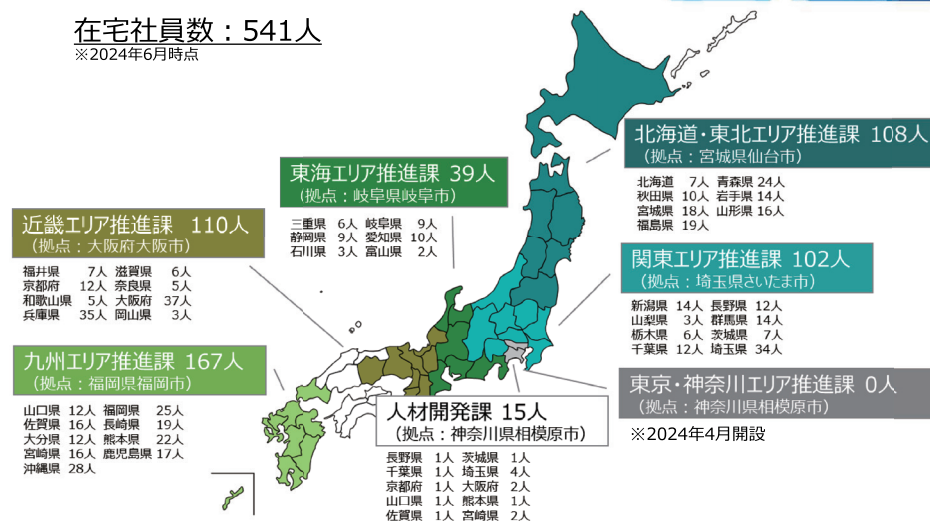 在宅社員数：541人
※2024年6月時点
北海道・東北エリア推進課 108人
（拠点：宮城県仙台市）
北海道 7人 青森県 24人
秋田県 10人 岩手県 14人
宮城県 18人 山形県 16人
福島県 19人
東海エリア推進課 39人
（拠点：岐阜県岐阜市）
三重県 6人 岐阜県 9人
静岡県 9人 愛知県 10人
石川県 3人 富山県 2人
近畿エリア推進課 110人
（拠点：大阪府大阪市）
福井県 7人 滋賀県 6人
京都府 12人 奈良県 5人
和歌山県 5人 大阪府 37人
兵庫県 35人 岡山県 3人
関東エリア推進課 102人
（拠点：埼玉県さいたま市）
新潟県 14人 長野県 12人
山梨県 3人 群馬県 14人
栃木県 6人 茨城県 7人
千葉県 12人 埼玉県 34人
九州エリア推進課 167人
（拠点：福岡県福岡市）
山口県 12人 福岡県 25人
佐賀県 16人 長崎県 19人
大分県 12人 熊本県 22人
宮崎県 16人 鹿児島県 17人
沖縄県 28人
東京・神奈川エリア推進課 0人
（拠点：神奈川県相模原市）
※2024年4月開設
人材開発課 15人
（拠点：神奈川県相模原市）
長野県 1人 茨城県 1人
千葉県 1人 埼玉県 4人
京都府 1人 大阪府 2人
山口県 1人 熊本県 1人
佐賀県 1人 宮崎県 2人